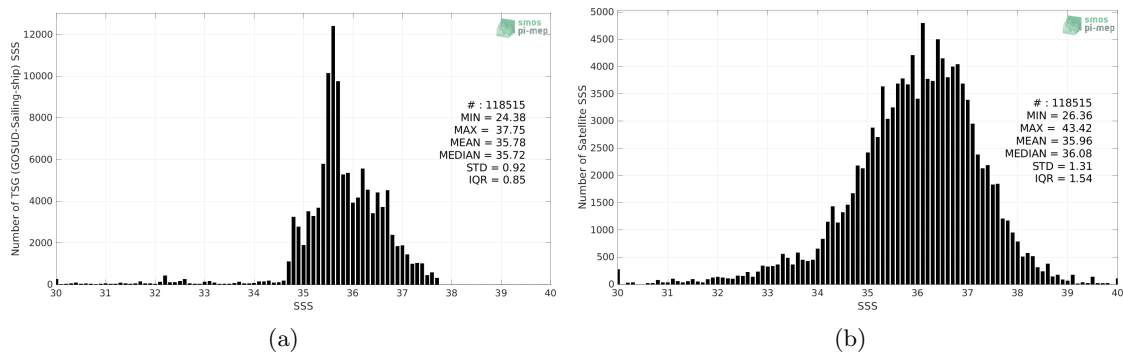 smos
pi-mep
Number of TSG (GOSUD-Sailing-ship) SSS
12000
10000
8000
6000
4000
2000
0
# : 118515
MIN = 24.38
MAX = 37.75
MEAN = 35.78
MEDIAN = 35.72
STD = 0.92
IQR = 0.85
30 31 32 33 34 35 36 37 38 39 40
SSS
(a)
smos
pi-mep
Number of Satellite SSS
5000
4500
4000
3500
3000
2500
2000
1500
1000
500
0
# : 118515
MIN = 26.36
MAX = 43.42
MEAN = 35.96
MEDIAN = 36.08
STD = 1.31
IQR = 1.54
30 31 32 33 34 35 36 37 38 39 40
SSS
(b)